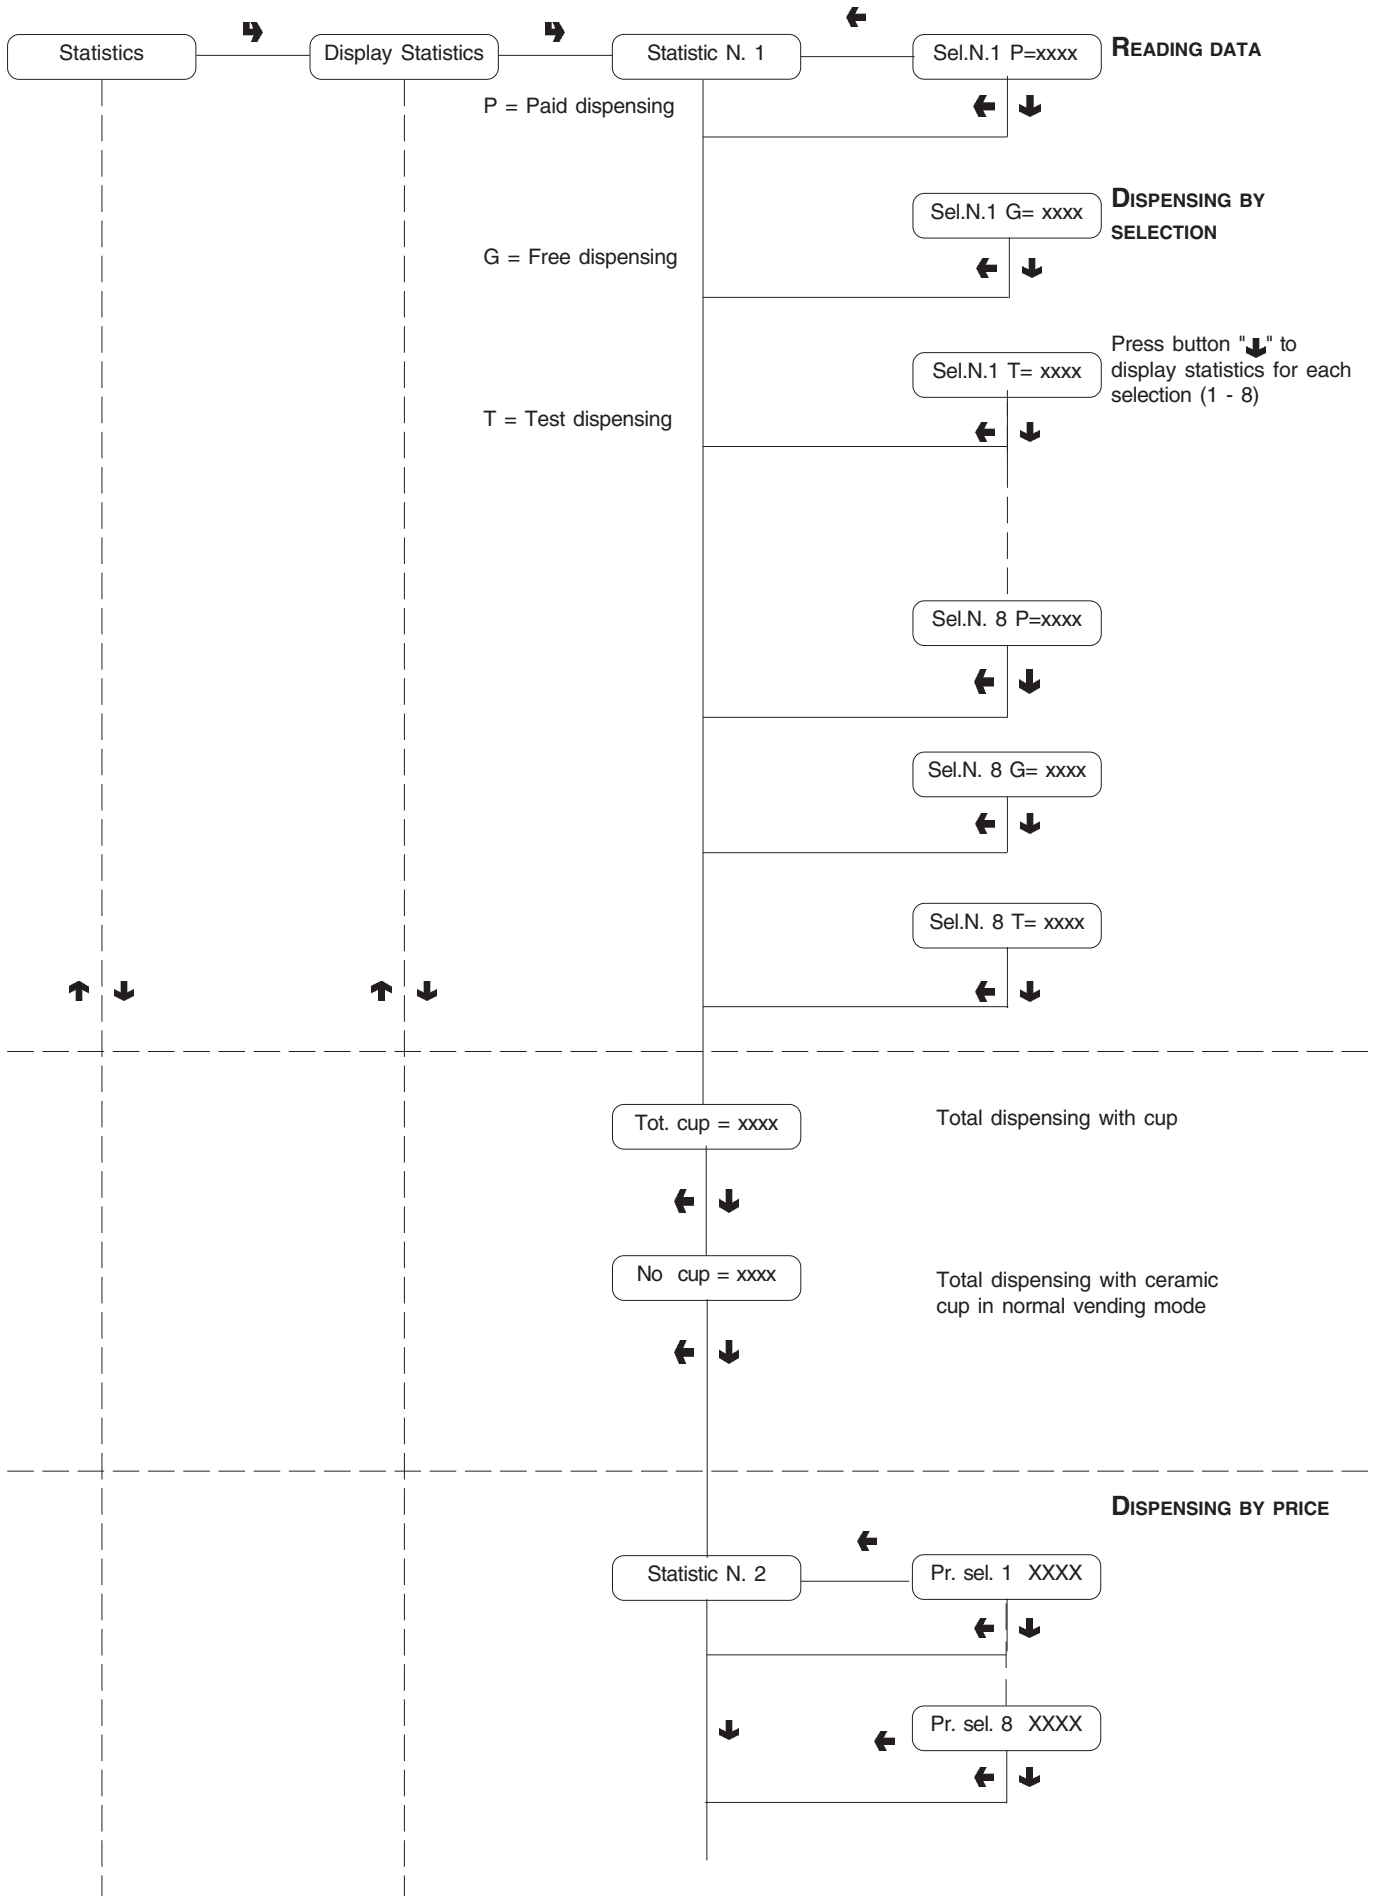 Statistics
Display Statistics
Statistic N. 1
Sel.N.1 P=xxxx
READING DATA
P = Paid dispensing
Sel.N.1 G= xxxx
DISPENSING BY
SELECTION
G = Free dispensing
Sel.N.1 T= xxxx
Press button "🡇" to
display statistics for each
selection (1 - 8)
T = Test dispensing
Sel.N. 8 P=xxxx
Sel.N. 8 G= xxxx
Sel.N. 8 T= xxxx
Tot. cup = xxxx
Total dispensing with cup
No cup = xxxx
Total dispensing with ceramic
cup in normal vending mode
DISPENSING BY PRICE
Statistic N. 2
Pr. sel. 1 XXXX
Pr. sel. 8 XXXX